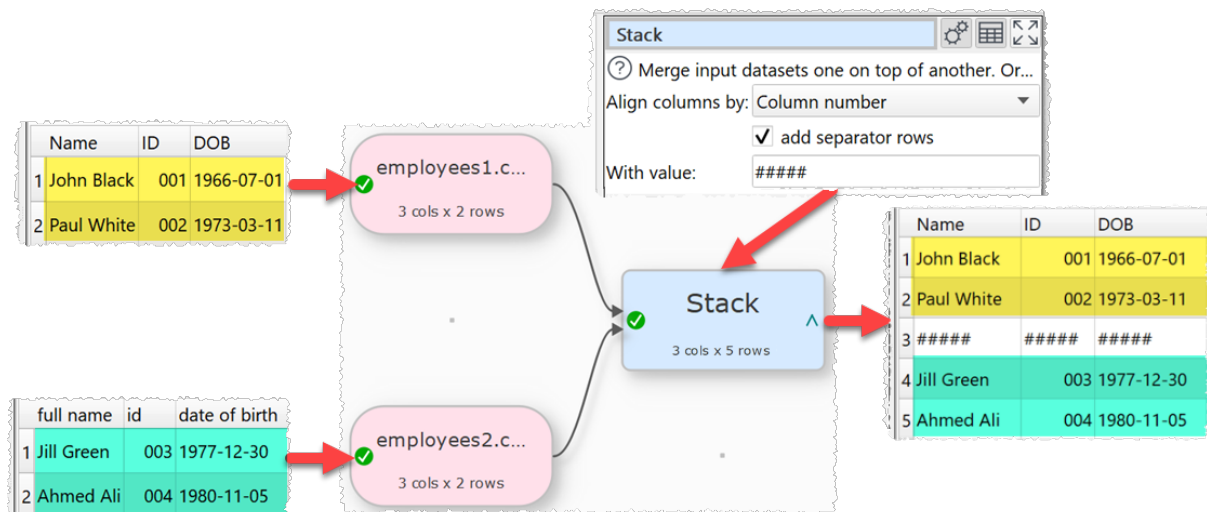 Stack
? Merge input datasets one on top of another. Or...
Align columns by: Column number
add separator rows
With value: #####
Name ID DOB
1 John Black 001 1966-07-01
2 Paul White 002 1973-03-11
employees1.c...
3 cols x 2 rows
Stack
3 cols x 5 rows
Name ID DOB
1 John Black 001 1966-07-01
2 Paul White 002 1973-03-11
3 ##### ##### #####
4 Jill Green 003 1977-12-30
5 Ahmed Ali 004 1980-11-05
full name id date of birth
1 Jill Green 003 1977-12-30
2 Ahmed Ali 004 1980-11-05
employees2.c...
3 cols x 2 rows